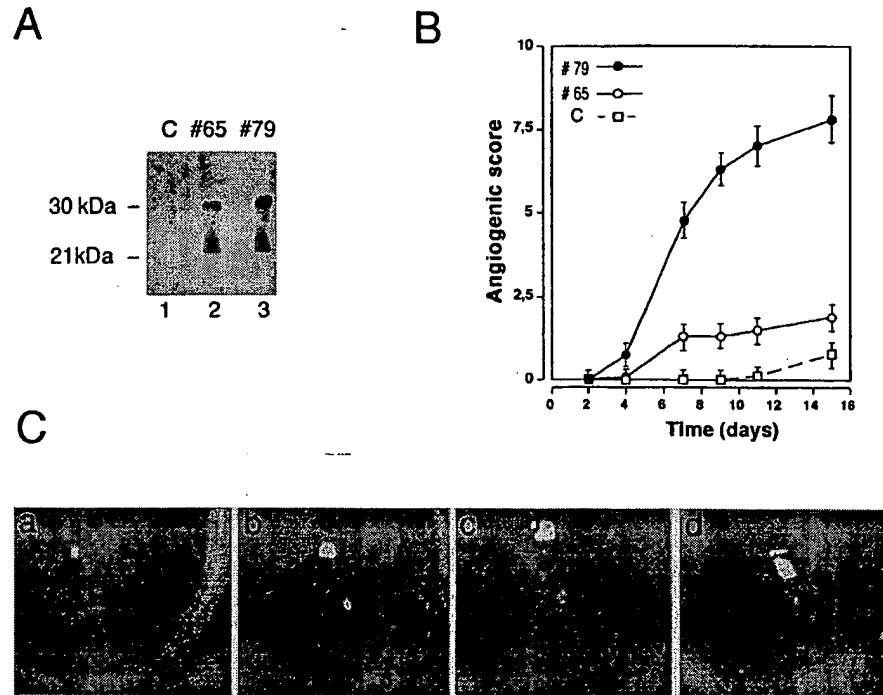 A
C #65 #79
30 kDa –
21kDa –
1 2 3
B
10
7,5
5
2,5
0
Angiogenic score
#79
#65
C
0 2 4 6 8 10 12 14 16
Time (days)
C
a b c d